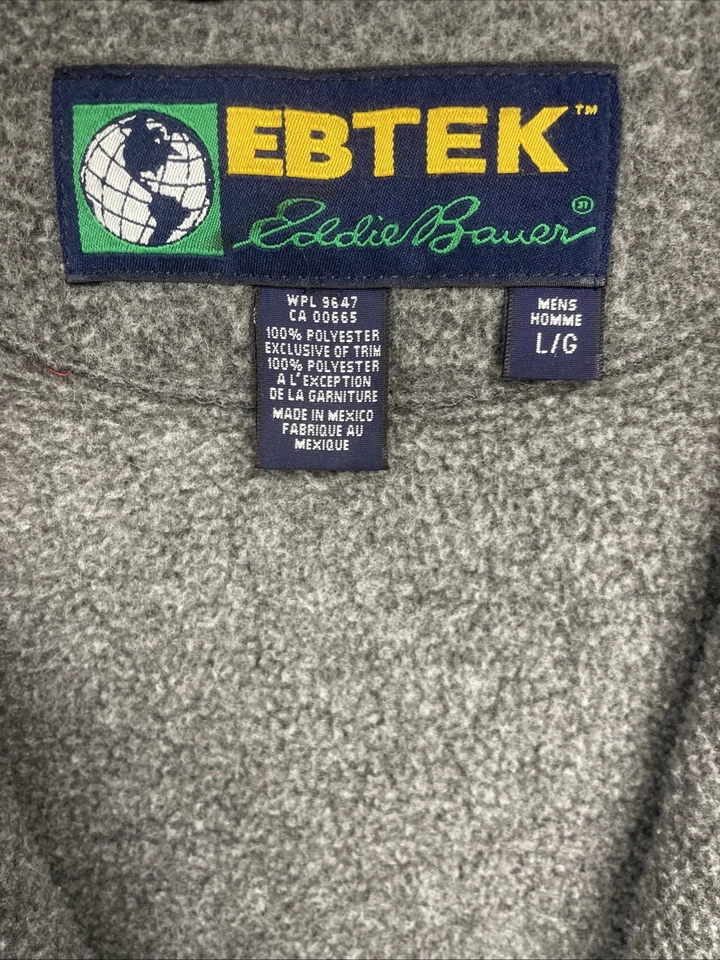 EBTEK™
Eddie Bauer®
WPL 9647
CA 00665
100% POLYESTER
EXCLUSIVE OF TRIM
100% POLYESTER
A L'EXCEPTION
DE LA GARNITURE
MADE IN MEXICO
FABRIQUE AU
MEXIQUE
MENS
HOMME
L/G